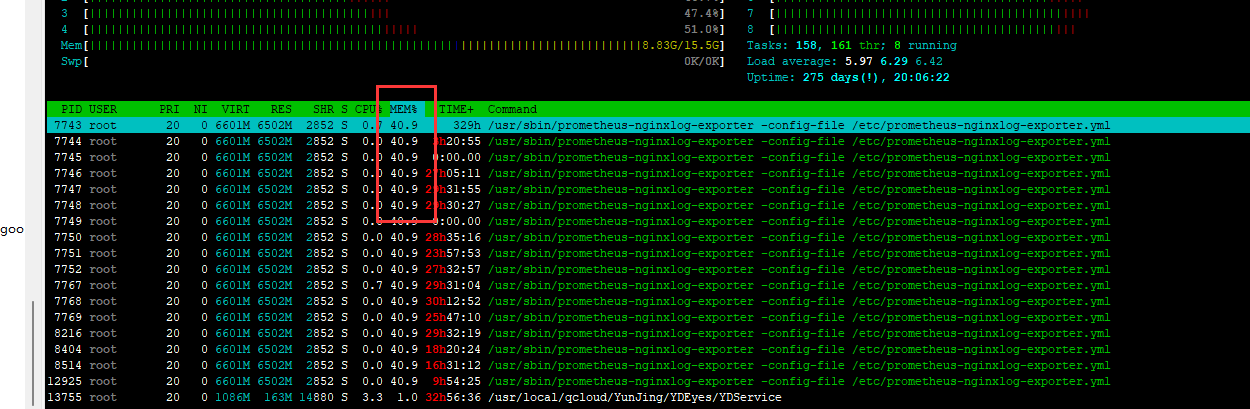 3 [ 47.4%] 7 [
4 [ 51.0%] 8 [
Mem[ 8.83G/15.5G] Tasks: 158, 161 thr; 8 running
Swp[ 0K/0K] Load average: 5.97 6.29 6.42
Uptime: 275 days(!), 20:06:22
PID USER PRI NI VIRT RES SHR S CPU% MEM% TIME+ Command
7743 root 20 0 6601M 6502M 2852 S 0.7 40.9 329h /usr/sbin/prometheus-nginxlog-exporter -config-file /etc/prometheus-nginxlog-exporter.yml
7744 root 20 0 6601M 6502M 2852 S 0.0 40.9 3h20:55 /usr/sbin/prometheus-nginxlog-exporter -config-file /etc/prometheus-nginxlog-exporter.yml
7745 root 20 0 6601M 6502M 2852 S 0.0 40.9 0:00.00 /usr/sbin/prometheus-nginxlog-exporter -config-file /etc/prometheus-nginxlog-exporter.yml
7746 root 20 0 6601M 6502M 2852 S 0.0 40.9 27h05:11 /usr/sbin/prometheus-nginxlog-exporter -config-file /etc/prometheus-nginxlog-exporter.yml
7747 root 20 0 6601M 6502M 2852 S 0.0 40.9 29h31:55 /usr/sbin/prometheus-nginxlog-exporter -config-file /etc/prometheus-nginxlog-exporter.yml
7748 root 20 0 6601M 6502M 2852 S 0.0 40.9 29h30:27 /usr/sbin/prometheus-nginxlog-exporter -config-file /etc/prometheus-nginxlog-exporter.yml
7749 root 20 0 6601M 6502M 2852 S 0.0 40.9 0:00.00 /usr/sbin/prometheus-nginxlog-exporter -config-file /etc/prometheus-nginxlog-exporter.yml
goo
7750 root 20 0 6601M 6502M 2852 S 0.0 40.9 28h35:16 /usr/sbin/prometheus-nginxlog-exporter -config-file /etc/prometheus-nginxlog-exporter.yml
7751 root 20 0 6601M 6502M 2852 S 0.0 40.9 23h57:53 /usr/sbin/prometheus-nginxlog-exporter -config-file /etc/prometheus-nginxlog-exporter.yml
7752 root 20 0 6601M 6502M 2852 S 0.0 40.9 27h32:57 /usr/sbin/prometheus-nginxlog-exporter -config-file /etc/prometheus-nginxlog-exporter.yml
7767 root 20 0 6601M 6502M 2852 S 0.7 40.9 29h31:04 /usr/sbin/prometheus-nginxlog-exporter -config-file /etc/prometheus-nginxlog-exporter.yml
7768 root 20 0 6601M 6502M 2852 S 0.0 40.9 30h12:52 /usr/sbin/prometheus-nginxlog-exporter -config-file /etc/prometheus-nginxlog-exporter.yml
7769 root 20 0 6601M 6502M 2852 S 0.0 40.9 25h47:10 /usr/sbin/prometheus-nginxlog-exporter -config-file /etc/prometheus-nginxlog-exporter.yml
8216 root 20 0 6601M 6502M 2852 S 0.0 40.9 29h32:19 /usr/sbin/prometheus-nginxlog-exporter -config-file /etc/prometheus-nginxlog-exporter.yml
8404 root 20 0 6601M 6502M 2852 S 0.0 40.9 18h20:24 /usr/sbin/prometheus-nginxlog-exporter -config-file /etc/prometheus-nginxlog-exporter.yml
8514 root 20 0 6601M 6502M 2852 S 0.0 40.9 16h31:12 /usr/sbin/prometheus-nginxlog-exporter -config-file /etc/prometheus-nginxlog-exporter.yml
12925 root 20 0 6601M 6502M 2852 S 0.0 40.9 9h54:25 /usr/sbin/prometheus-nginxlog-exporter -config-file /etc/prometheus-nginxlog-exporter.yml
13755 root 20 0 1086M 163M 14880 S 3.3 1.0 32h56:36 /usr/local/qcloud/YunJing/YDEyes/YDService